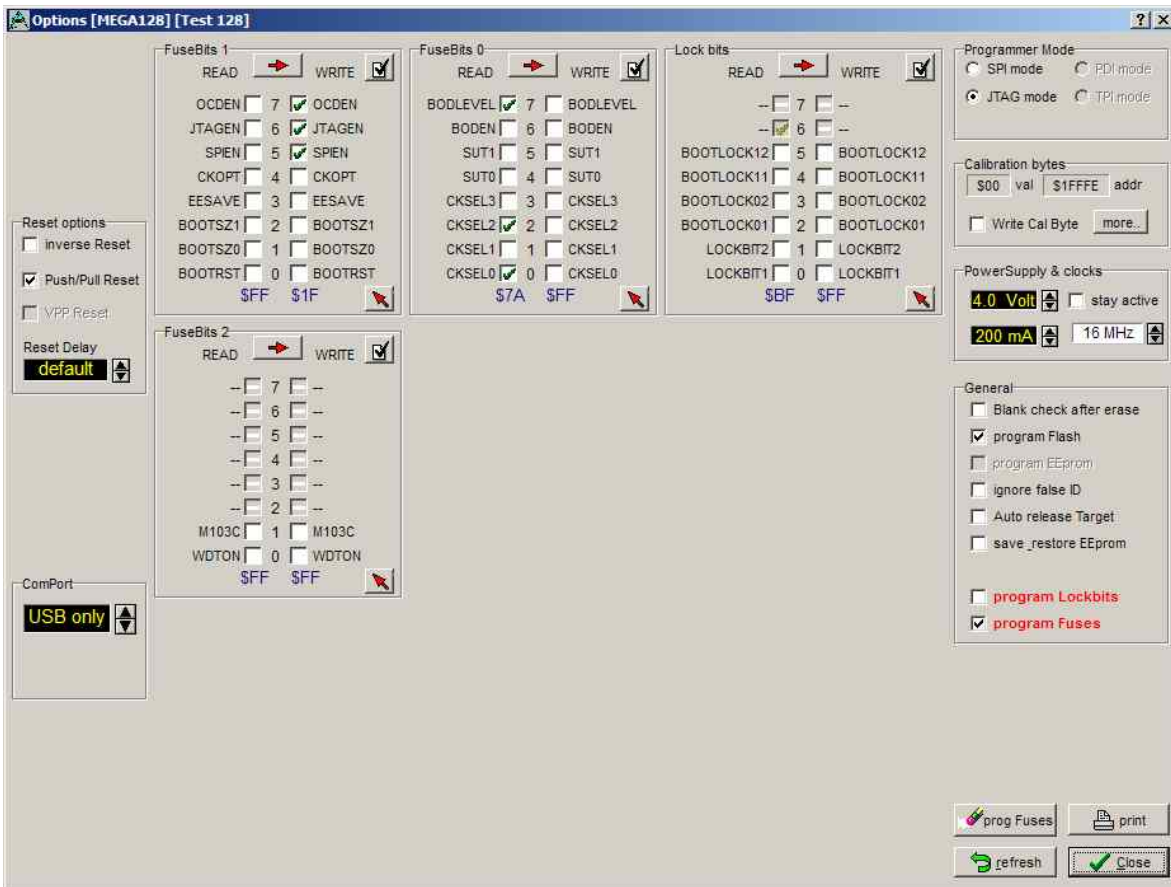 Options [MEGA128] [Test 128]
Reset options
inverse Reset
Push/Pull Reset
VPP Reset
Reset Delay
default
ComPort
USB only
FuseBits 1
READ WRITE
OCDEN 7 OCDEN
JTAGEN 6 JTAGEN
SPIEN 5 SPIEN
CKOPT 4 CKOPT
EESAVE 3 EESAVE
BOOTSZ1 2 BOOTSZ1
BOOTSZ0 1 BOOTSZ0
BOOTRST 0 BOOTRST
$FF $1F
FuseBits 0
READ WRITE
BODLEVEL 7 BODLEVEL
BODEN 6 BODEN
SUT1 5 SUT1
SUT0 4 SUT0
CKSEL3 3 CKSEL3
CKSEL2 2 CKSEL2
CKSEL1 1 CKSEL1
CKSEL0 0 CKSEL0
$7A $FF
Lock bits
READ WRITE
-- 7 --
-- 6 --
BOOTLOCK12 5 BOOTLOCK12
BOOTLOCK11 4 BOOTLOCK11
BOOTLOCK02 3 BOOTLOCK02
BOOTLOCK01 2 BOOTLOCK01
LOCKBIT2 1 LOCKBIT2
LOCKBIT1 0 LOCKBIT1
$BF $FF
FuseBits 2
READ WRITE
-- 7 --
-- 6 --
-- 5 --
-- 4 --
-- 3 --
-- 2 --
M103C 1 M103C
WDTON 0 WDTON
$FF $FF
Programmer Mode
SPI mode PDI mode
JTAG mode TPI mode
Calibration bytes
$00 val $1FFFE addr
Write Cal Byte more..
PowerSupply & clocks
4.0 Volt stay active
200 mA 16 MHz
General
Blank check after erase
program Flash
program EEprom
ignore false ID
Auto release Target
save_restore EEprom
program Lockbits
program Fuses
prog Fuses print
refresh Close